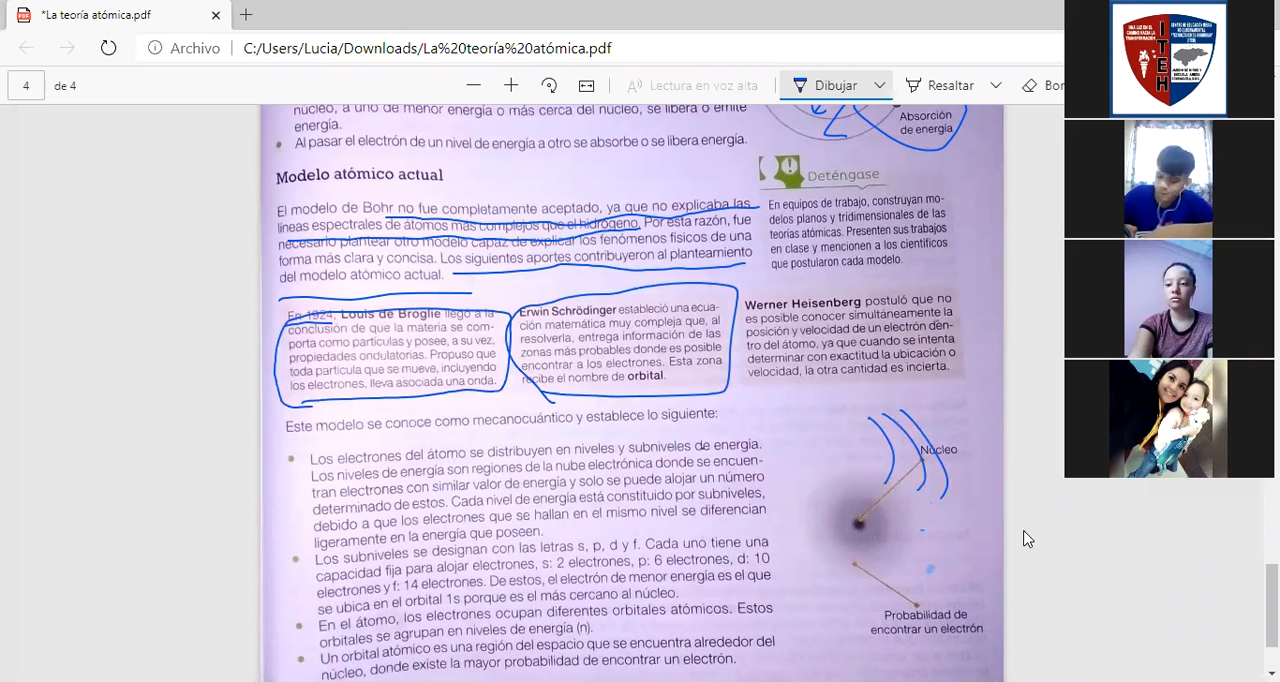 *La teoría atómica.pdf
Archivo
C:/Users/Lucia/Downloads/La%20teoría%20atómica.pdf
4
de 4
Lectura en voz alta
Dibujar
Resaltar
Bor
núcleo, a uno de menor energía o más cerca del núcleo, se libera o emite
energía.
• Al pasar el electrón de un nivel de energía a otro se absorbe o se libera energía.
Absorción
de energía
Modelo atómico actual
El modelo de Bohr no fue completamente aceptado, ya que no explicaba las
líneas espectrales de átomos más complejos que el hidrógeno. Por esta razón, fue
necesario plantear otro modelo capaz de explicar los fenómenos físicos de una
forma más clara y concisa. Los siguientes aportes contribuyeron al planteamiento
del modelo atómico actual.
Deténgase
En equipos de trabajo, construyan mo-
delos planos y tridimensionales de las
teorías atómicas. Presenten sus trabajos
en clase y mencionen a los científicos
que postularon cada modelo.
En 1924, Louis de Broglie llegó a la
conclusión de que la materia se com-
porta como partículas y posee, a su vez,
propiedades ondulatorias. Propuso que
toda partícula que se mueve, incluyendo
los electrones, lleva asociada una onda.
Erwin Schrödinger estableció una ecua-
ción matemática muy compleja que, al
resolverla, entrega información de las
zonas más probables donde es posible
encontrar a los electrones. Esta zona
recibe el nombre de orbital.
Werner Heisenberg postuló que no
es posible conocer simultáneamente la
posición y velocidad de un electrón den-
tro del átomo, ya que cuando se intenta
determinar con exactitud la ubicación o
velocidad, la otra cantidad es incierta.
Este modelo se conoce como mecanocuántico y establece lo siguiente:
• Los electrones del átomo se distribuyen en niveles y subniveles de energía.
Los niveles de energía son regiones de la nube electrónica donde se encuen-
tran electrones con similar valor de energía y solo se puede alojar un número
determinado de estos. Cada nivel de energía está constituido por subniveles,
debido a que los electrones que se hallan en el mismo nivel se diferencian
ligeramente en la energía que poseen.
• Los subniveles se designan con las letras s, p, d y f. Cada uno tiene una
capacidad fija para alojar electrones, s: 2 electrones, p: 6 electrones, d: 10
electrones y f: 14 electrones. De estos, el electrón de menor energía es el que
se ubica en el orbital 1s porque es el más cercano al núcleo.
• En el átomo, los electrones ocupan diferentes orbitales atómicos. Estos
orbitales se agrupan en niveles de energía (n).
• Un orbital atómico es una región del espacio que se encuentra alrededor del
núcleo, donde existe la mayor probabilidad de encontrar un electrón.
Núcleo
Probabilidad de
encontrar un electrón
ITEH